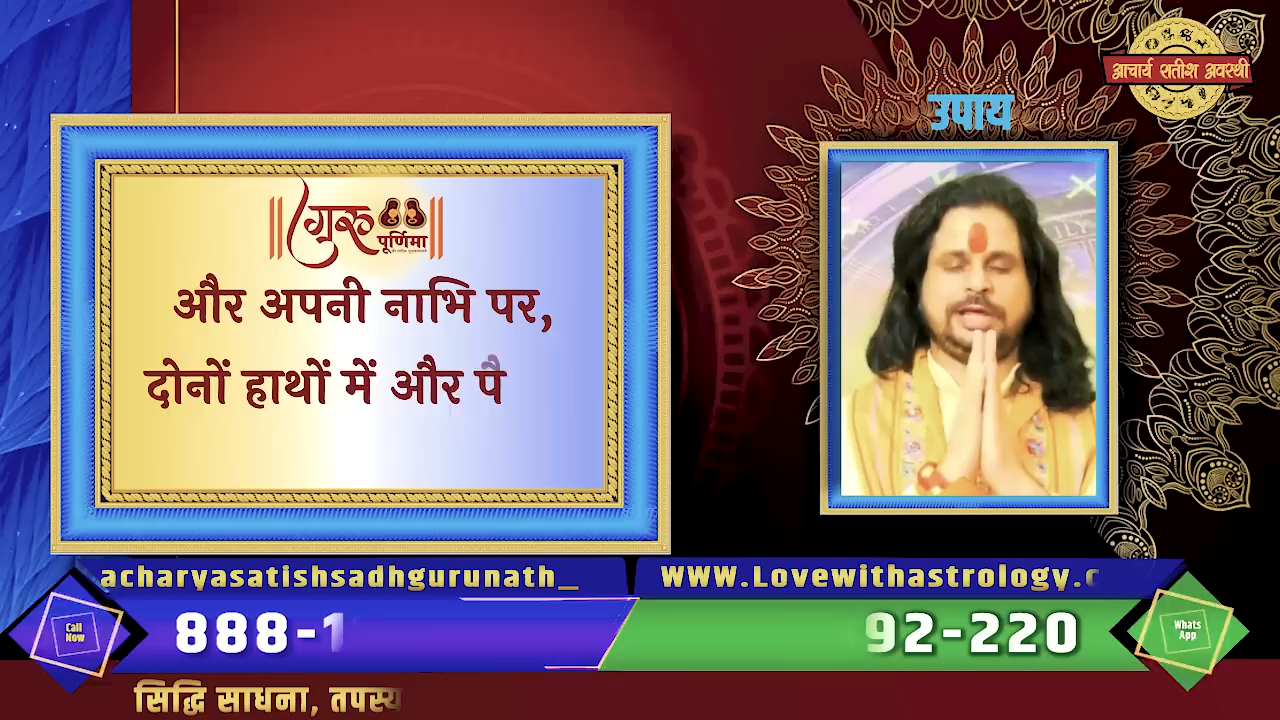 आचार्य सतीश अवस्थी
उपाय
गुरु
पूर्णिमा
और अपनी नाभि पर,
दोनों हाथों में और पै
acharyasatishsadhgurunath_
www.Lovewithastrology.c
Call
Now
888-1
92-220
Whats
App
सिद्धि साधना, तपस्य